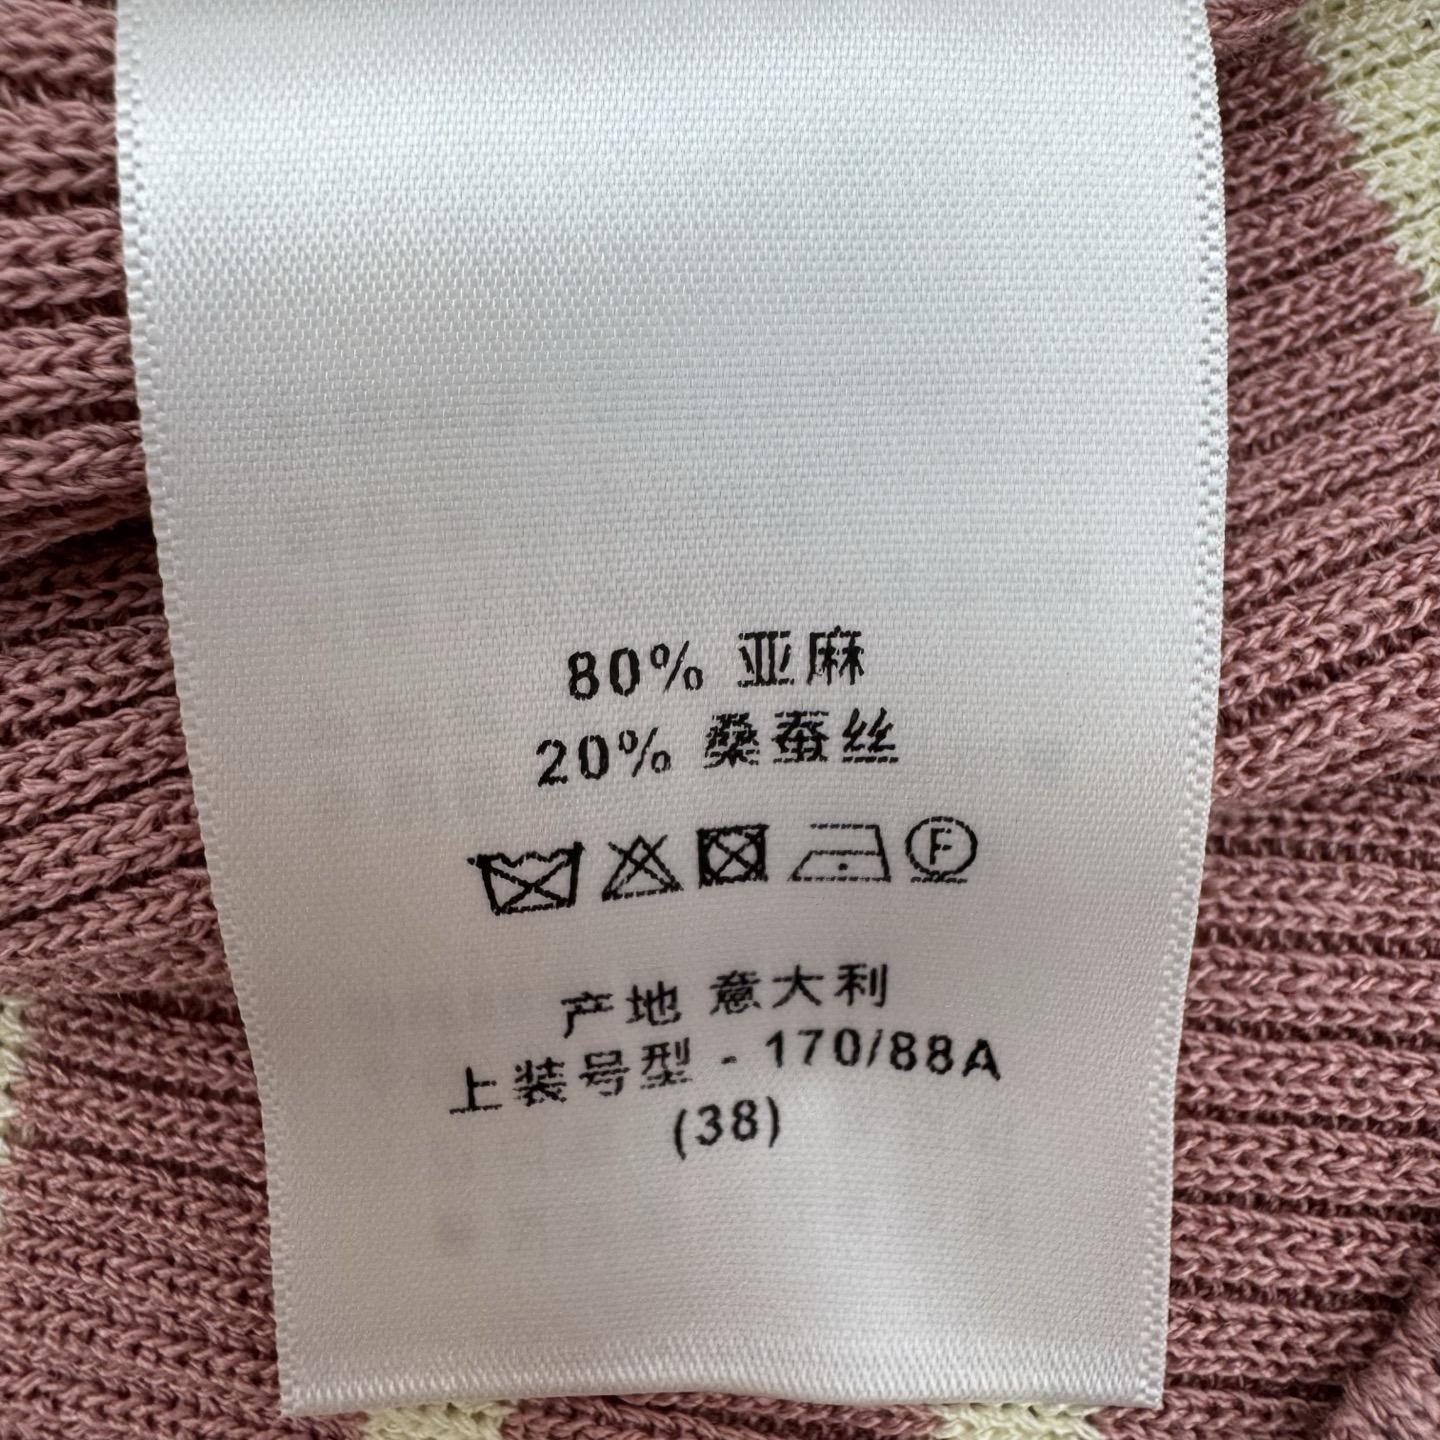 80% 亚麻
20% 桑蚕丝
F
产地 意大利
上装号型 - 170/88A
(38)